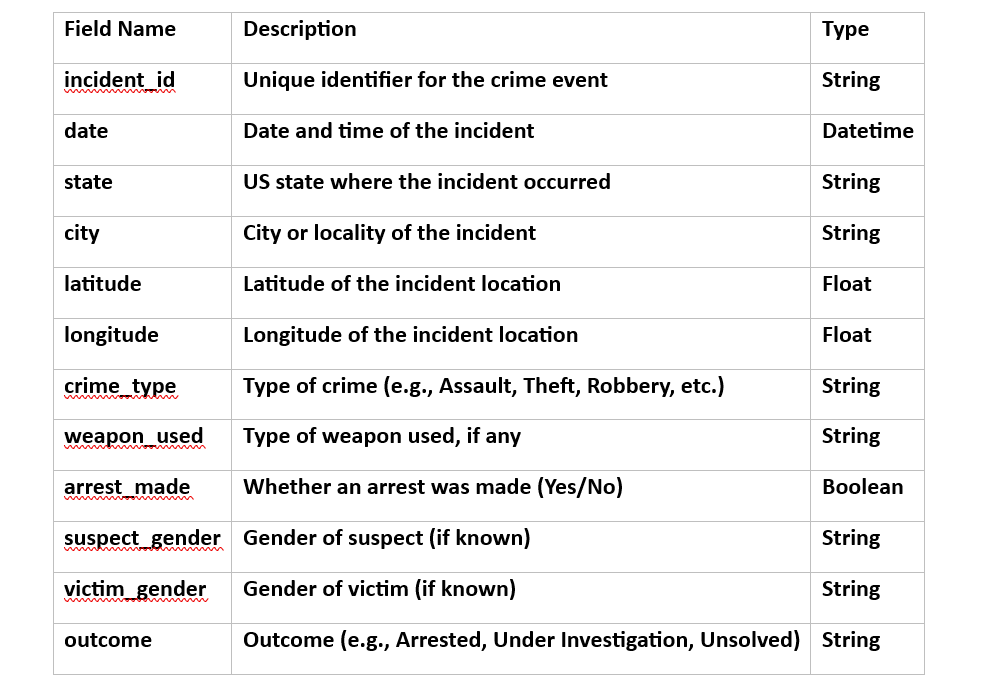 Field Name Description Type
incident_id Unique identifier for the crime event String
date Date and time of the incident Datetime
state US state where the incident occurred String
city City or locality of the incident String
latitude Latitude of the incident location Float
longitude Longitude of the incident location Float
crime_type Type of crime (e.g., Assault, Theft, Robbery, etc.) String
weapon_used Type of weapon used, if any String
arrest_made Whether an arrest was made (Yes/No) Boolean
suspect_gender Gender of suspect (if known) String
victim_gender Gender of victim (if known) String
outcome Outcome (e.g., Arrested, Under Investigation, Unsolved) String